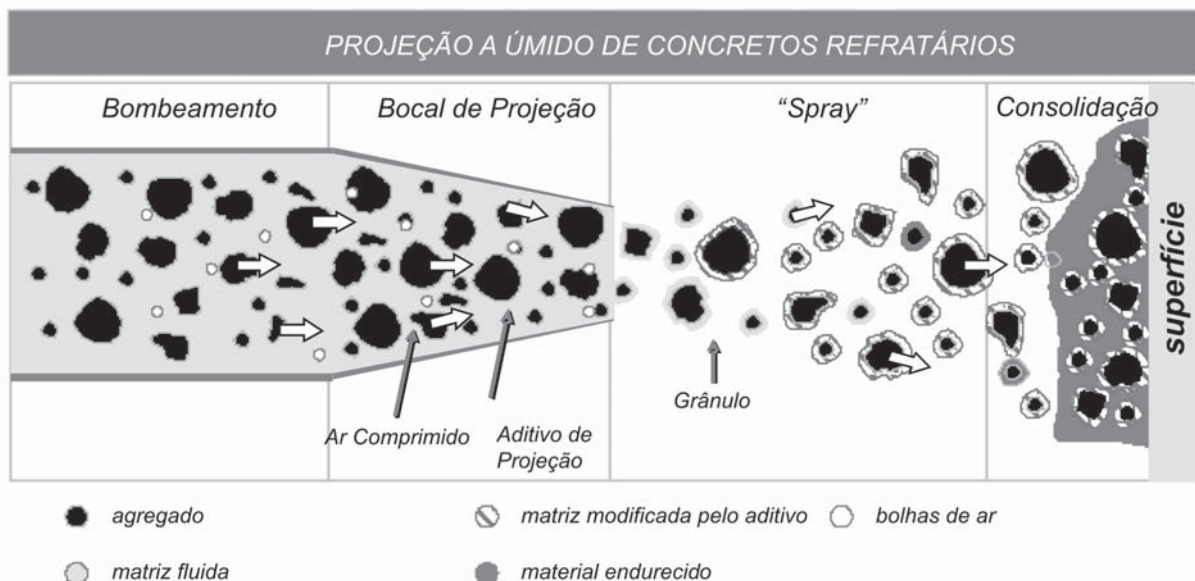 PROJEÇÃO A ÚMIDO DE CONCRETOS REFRATÁRIOS
Bombeamento
Bocal de Projeção
“Spray”
Consolidação
superfície
Grânulo
Ar Comprimido
Aditivo de
Projeção
agregado
matriz modificada pelo aditivo
bolhas de ar
matriz fluida
material endurecido